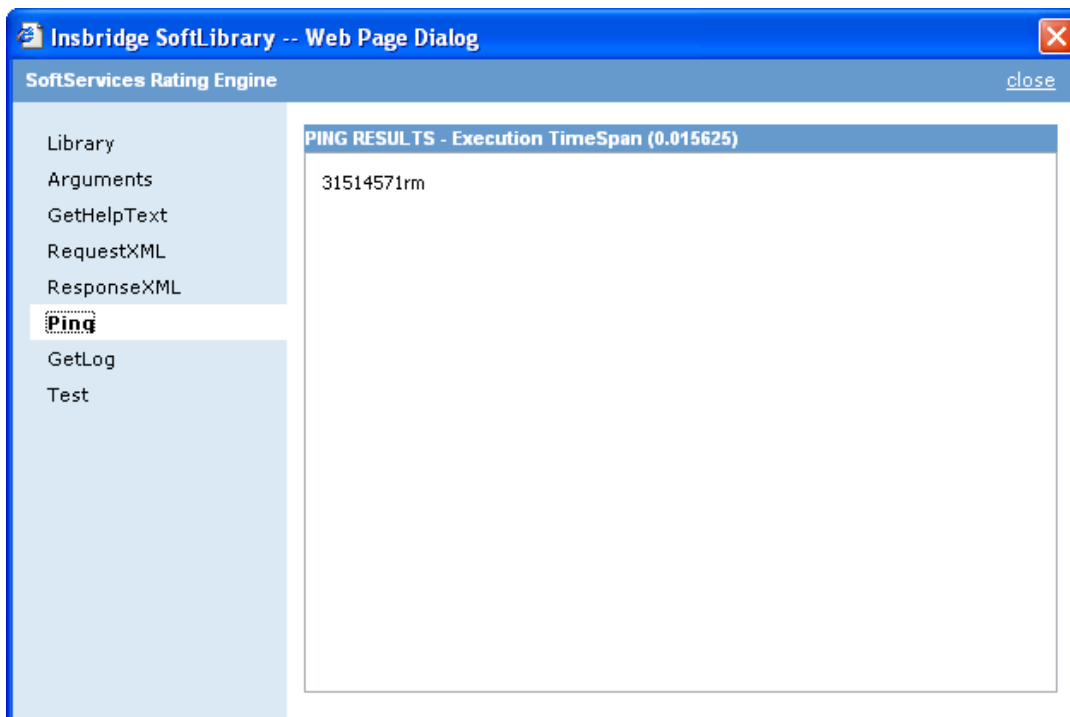 Insbridge SoftLibrary -- Web Page Dialog
SoftServices Rating Engine
close
Library
Arguments
GetHelpText
RequestXML
ResponseXML
Ping
GetLog
Test
PING RESULTS - Execution TimeSpan (0.015625)
31514571rm